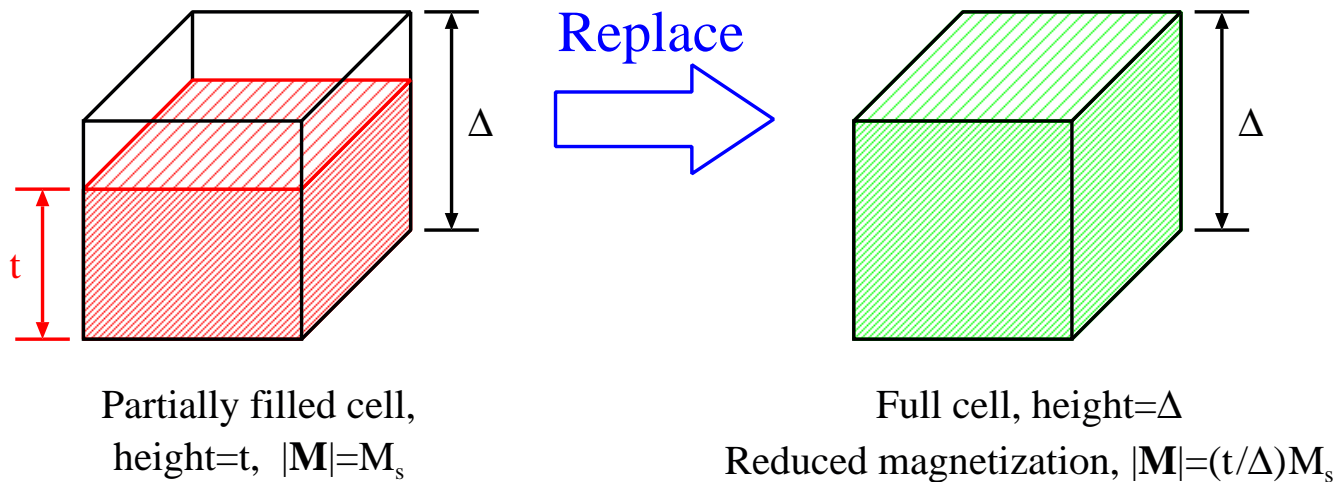 Replace
Δ
Δ
t
Partially filled cell,
height=t, |M|=Mₛ
Full cell, height=Δ
Reduced magnetization, |M|=(t/Δ)Mₛ